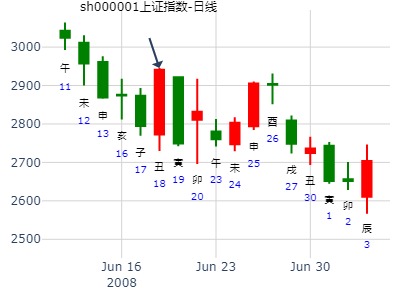 sh000001上证指数-日线
3000
2900
2800
2700
2600
2500
午
11
未
12
申
13
亥
16
子
17
丑
18
寅
19
卯
20
午
23
未
24
申
25
酉
26
戌
27
丑
30
寅
1
卯
2
辰
3
Jun 16
2008
Jun 23
Jun 30